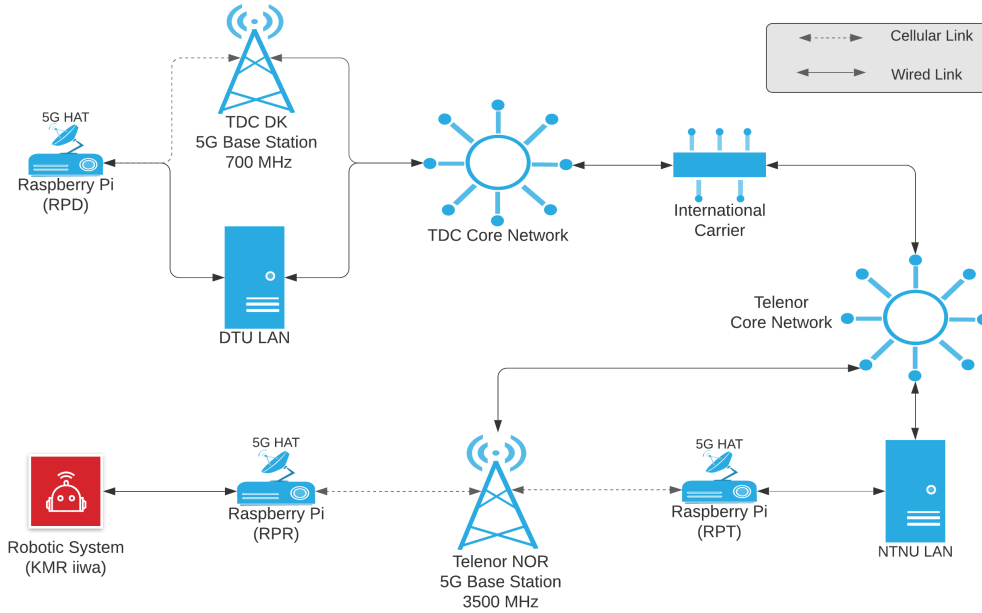 Cellular Link
Wired Link
5G HAT
Raspberry Pi
(RPD)
TDC DK
5G Base Station
700 MHz
DTU LAN
TDC Core Network
International
Carrier
Telenor
Core Network
Robotic System
(KMR iiwa)
5G HAT
Raspberry Pi
(RPR)
Telenor NOR
5G Base Station
3500 MHz
5G HAT
Raspberry Pi
(RPT)
NTNU LAN